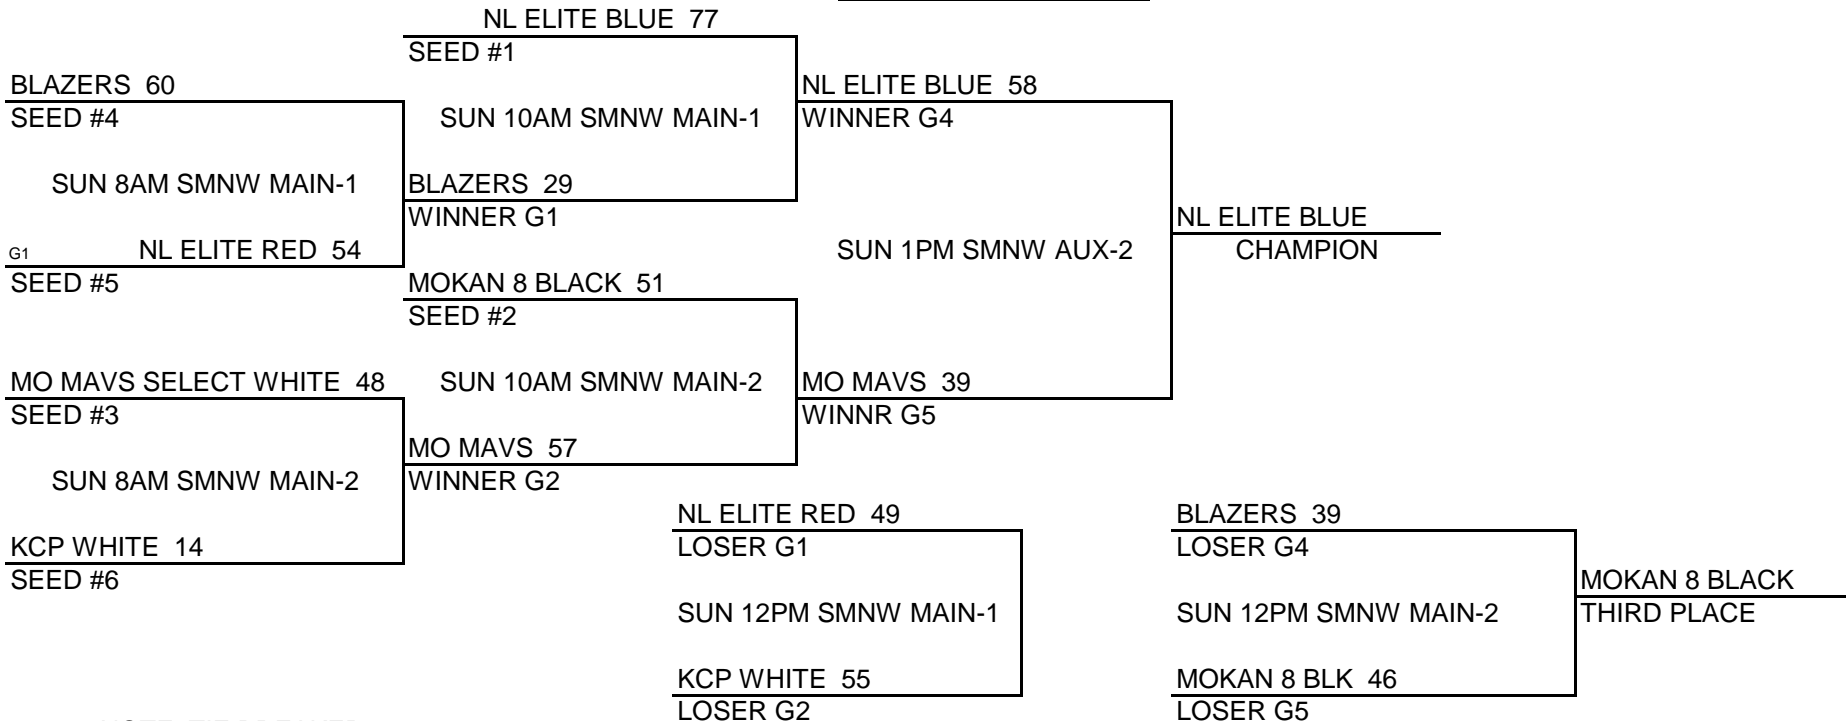 NL ELITE BLUE 77
SEED #1
BLAZERS 60
NL ELITE BLUE 58
SEED #4
SUN 10AM SMNW MAIN-1
WINNER G4
SUN 8AM SMNW MAIN-1
BLAZERS 29
WINNER G1
NL ELITE BLUE
G1 NL ELITE RED 54
SUN 1PM SMNW AUX-2
CHAMPION
SEED #5
MOKAN 8 BLACK 51
SEED #2
MO MAVS SELECT WHITE 48
SUN 10AM SMNW MAIN-2
MO MAVS 39
SEED #3
WINNR G5
MO MAVS 57
SUN 8AM SMNW MAIN-2
WINNER G2
NL ELITE RED 49
BLAZERS 39
KCP WHITE 14
LOSER G1
LOSER G4
SEED #6
MOKAN 8 BLACK
SUN 12PM SMNW MAIN-1
SUN 12PM SMNW MAIN-2
THIRD PLACE
KCP WHITE 55
MOKAN 8 BLK 46
LOSER G2
LOSER G5